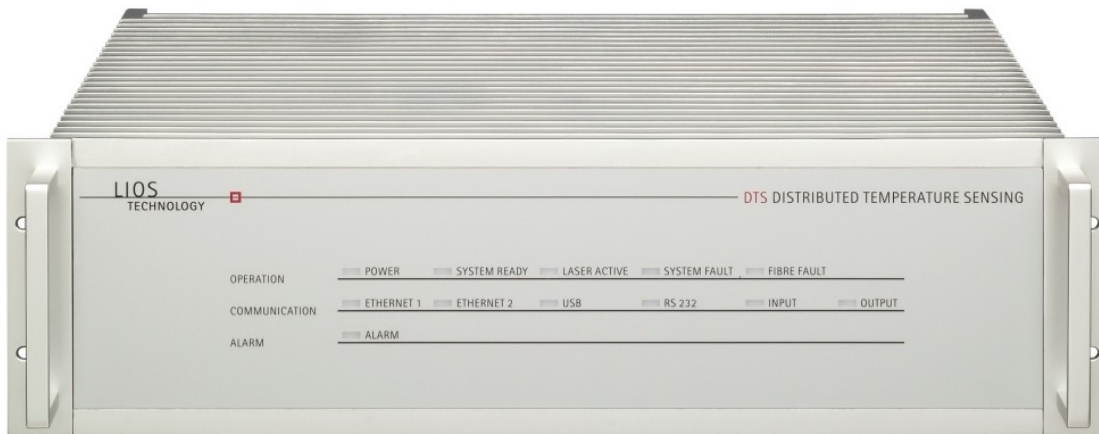 LIOS
TECHNOLOGY
DTS DISTRIBUTED TEMPERATURE SENSING
OPERATION POWER SYSTEM READY LASER ACTIVE SYSTEM FAULT FIBRE FAULT
COMMUNICATION ETHERNET 1 ETHERNET 2 USB RS 232 INPUT OUTPUT
ALARM ALARM